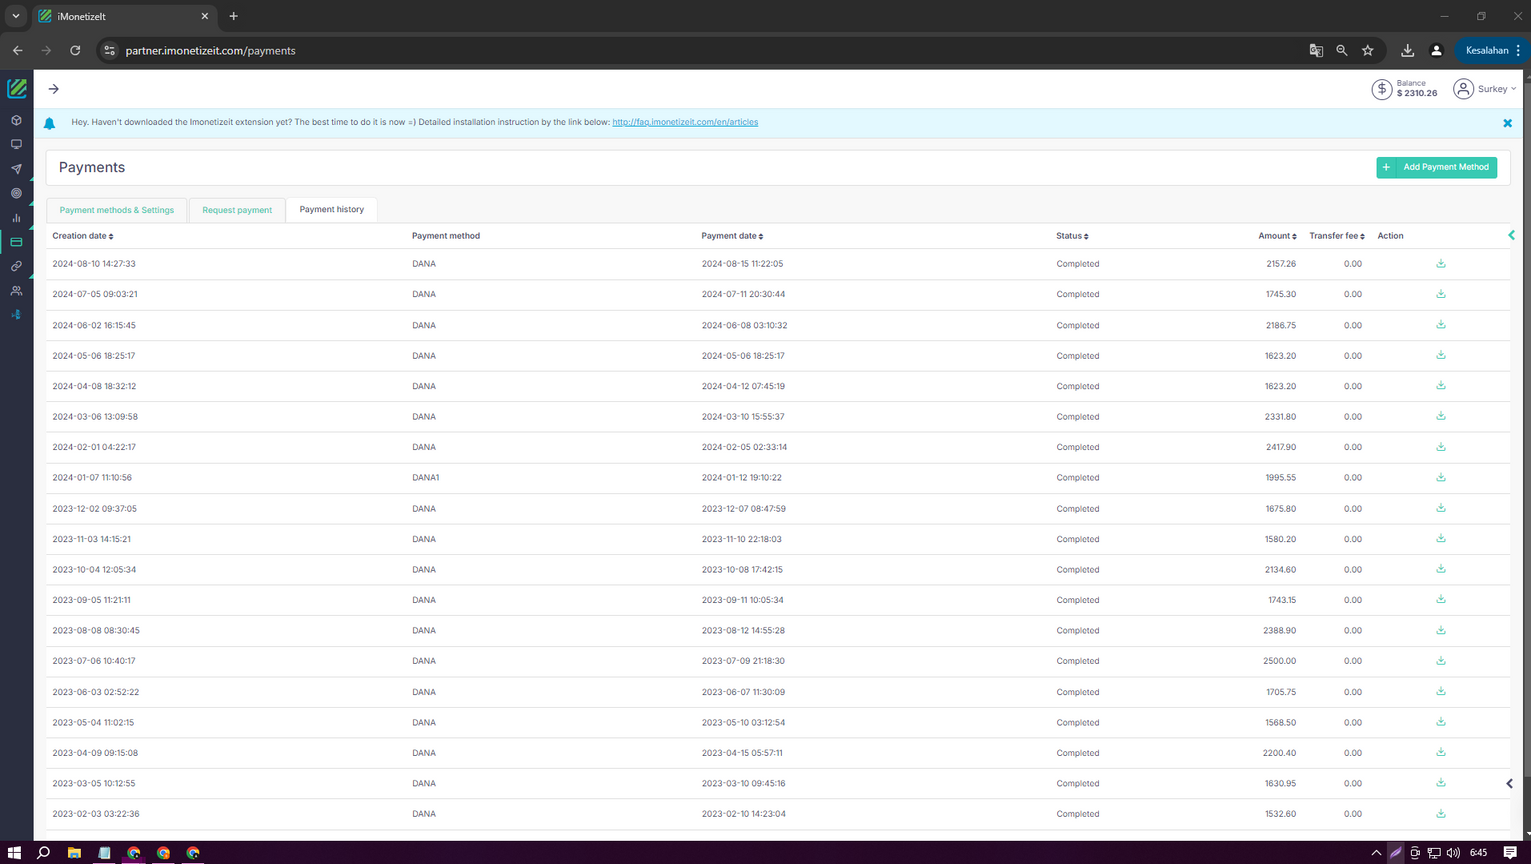 iMonetizeIt
partner.imonetizeit.com/payments
Kesalahan
Balance
$ 2310.26
Surkey
Hey. Haven't downloaded the Imonetizeit extension yet? The best time to do it is now =) Detailed installation instruction by the link below: http://faq.imonetizeit.com/en/articles
Payments
+ Add Payment Method
Payment methods & Settings Request payment Payment history
Creation date Payment method Payment date Status Amount Transfer fee Action
2024-08-10 14:27:33 DANA 2024-08-15 11:22:05 Completed 2157.26 0.00
2024-07-05 09:03:21 DANA 2024-07-11 20:30:44 Completed 1745.30 0.00
2024-06-02 16:15:45 DANA 2024-06-08 03:10:32 Completed 2186.75 0.00
2024-05-06 18:25:17 DANA 2024-05-06 18:25:17 Completed 1623.20 0.00
2024-04-08 18:32:12 DANA 2024-04-12 07:45:19 Completed 1623.20 0.00
2024-03-06 13:09:58 DANA 2024-03-10 15:55:37 Completed 2331.80 0.00
2024-02-01 04:22:17 DANA 2024-02-05 02:33:14 Completed 2417.90 0.00
2024-01-07 11:10:56 DANA1 2024-01-12 19:10:22 Completed 1995.55 0.00
2023-12-02 09:37:05 DANA 2023-12-07 08:47:59 Completed 1675.80 0.00
2023-11-03 14:15:21 DANA 2023-11-10 22:18:03 Completed 1580.20 0.00
2023-10-04 12:05:34 DANA 2023-10-08 17:42:15 Completed 2134.60 0.00
2023-09-05 11:21:11 DANA 2023-09-11 10:05:34 Completed 1743.15 0.00
2023-08-08 08:30:45 DANA 2023-08-12 14:55:28 Completed 2388.90 0.00
2023-07-06 10:40:17 DANA 2023-07-09 21:18:30 Completed 2500.00 0.00
2023-06-03 02:52:22 DANA 2023-06-07 11:30:09 Completed 1705.75 0.00
2023-05-04 11:02:15 DANA 2023-05-10 03:12:54 Completed 1568.50 0.00
2023-04-09 09:15:08 DANA 2023-04-15 05:57:11 Completed 2200.40 0.00
2023-03-05 10:12:55 DANA 2023-03-10 09:45:16 Completed 1630.95 0.00
2023-02-03 03:22:36 DANA 2023-02-10 14:23:04 Completed 1532.60 0.00
6:45